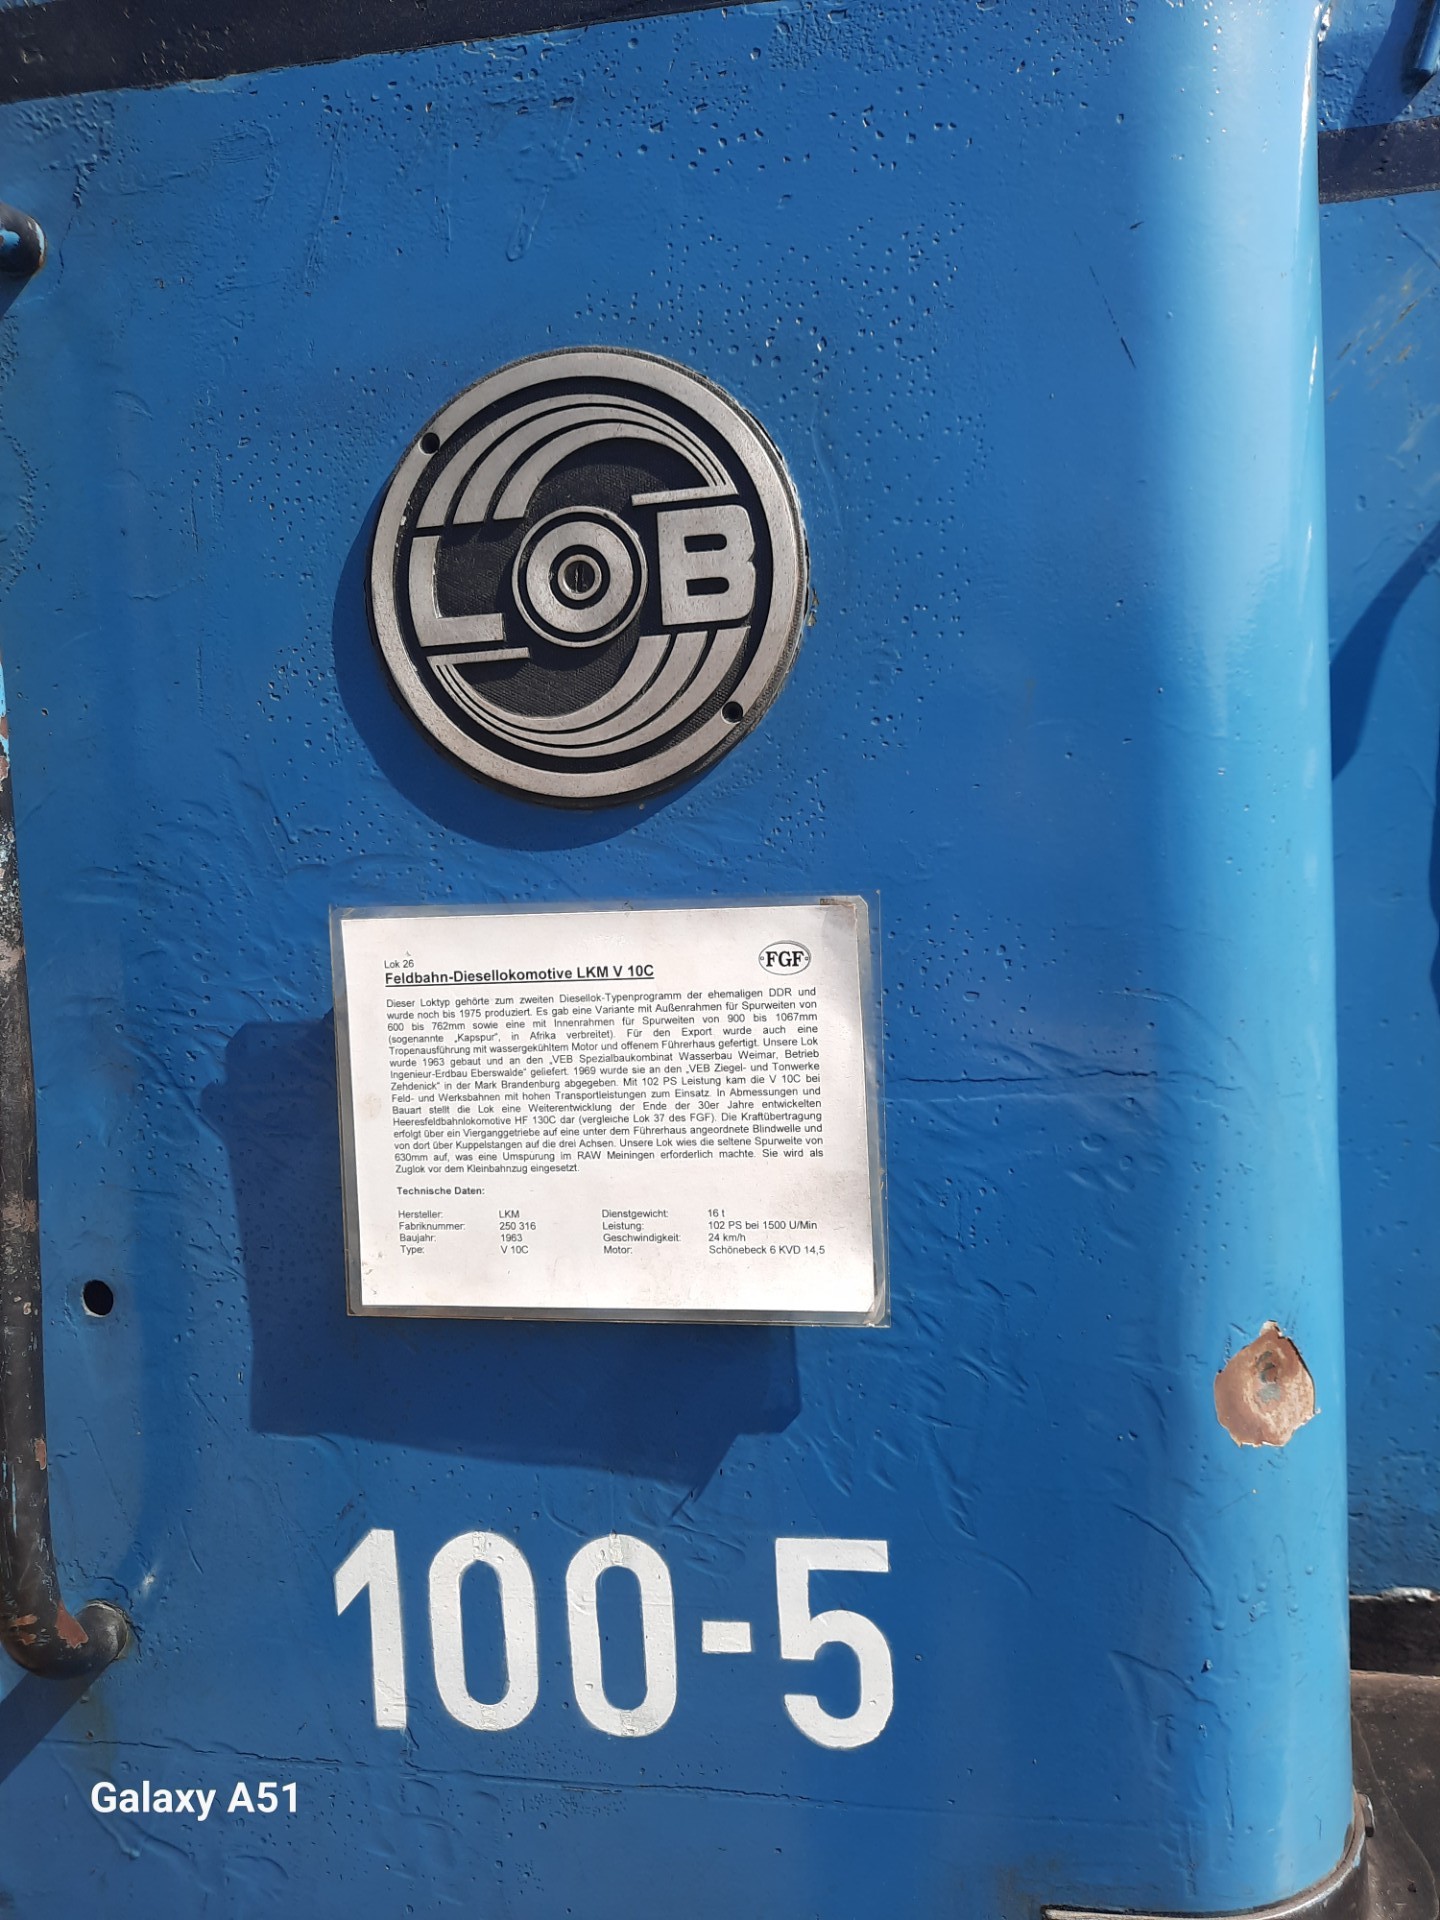 LOB
Lok 26
FGF
Feldbahn-Diesellokomotive LKM V 10C
Dieser Loktyp gehörte zum zweiten Diesellok-Typenprogramm der ehemaligen DDR und
wurde noch bis 1975 produziert. Es gab eine Variante mit Außenrahmen für Spurweiten von
600 bis 762mm sowie eine mit Innenrahmen für Spurweiten von 900 bis 1067mm
(sogenannte „Kapspur“, in Afrika verbreitet). Für den Export wurde auch eine
Tropenausführung mit wassergekühltem Motor und offenem Führerhaus gefertigt. Unsere Lok
wurde 1963 gebaut und an den „VEB Spezialbaukombinat Wasserbau Weimar, Betrieb
Ingenieur-Erdbau Eberswalde“ geliefert. 1969 wurde sie an den „VEB Ziegel- und Tonwerke
Zehdenick“ in der Mark Brandenburg abgegeben. Mit 102 PS Leistung kam die V 10C bei
Feld- und Werksbahnen mit hohen Transportleistungen zum Einsatz. In Abmessungen und
Bauart stellt die Lok eine Weiterentwicklung der Ende der 30er Jahre entwickelten
Heeresfeldbahnlokomotive HF 130C dar (vergleiche Lok 37 des FGF). Die Kraftübertragung
erfolgt über ein Vierganggetriebe auf eine unter dem Führerhaus angeordnete Blindwelle und
von dort über Kuppelstangen auf die drei Achsen. Unsere Lok wies die seltene Spurweite von
630mm auf, was eine Umspurung im RAW Meiningen erforderlich machte. Sie wird als
Zuglok vor dem Kleinbahnzug eingesetzt.
Technische Daten:
Hersteller: LKM Dienstgewicht: 16 t
Fabriknummer: 250 316 Leistung: 102 PS bei 1500 U/Min
Baujahr: 1963 Geschwindigkeit: 24 km/h
Type: V 10C Motor: Schönebeck 6 KVD 14,5
100-5
Galaxy A51